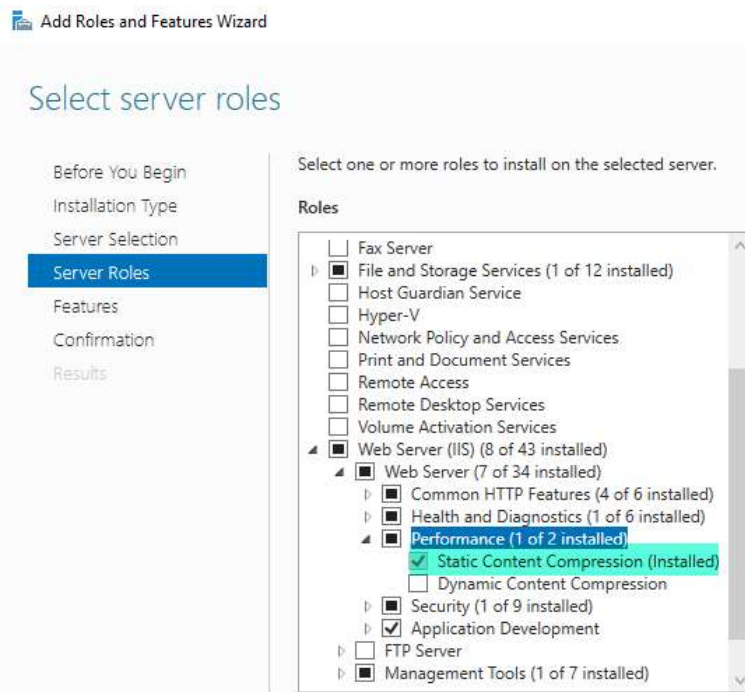 Add Roles and Features Wizard
Select server roles
Before You Begin
Installation Type
Server Selection
Server Roles
Features
Confirmation
Results
Select one or more roles to install on the selected server.
Roles
Fax Server
File and Storage Services (1 of 12 installed)
Host Guardian Service
Hyper-V
Network Policy and Access Services
Print and Document Services
Remote Access
Remote Desktop Services
Volume Activation Services
Web Server (IIS) (8 of 43 installed)
Web Server (7 of 34 installed)
Common HTTP Features (4 of 6 installed)
Health and Diagnostics (1 of 6 installed)
Performance (1 of 2 installed)
Static Content Compression (Installed)
Dynamic Content Compression
Security (1 of 9 installed)
Application Development
FTP Server
Management Tools (1 of 7 installed)